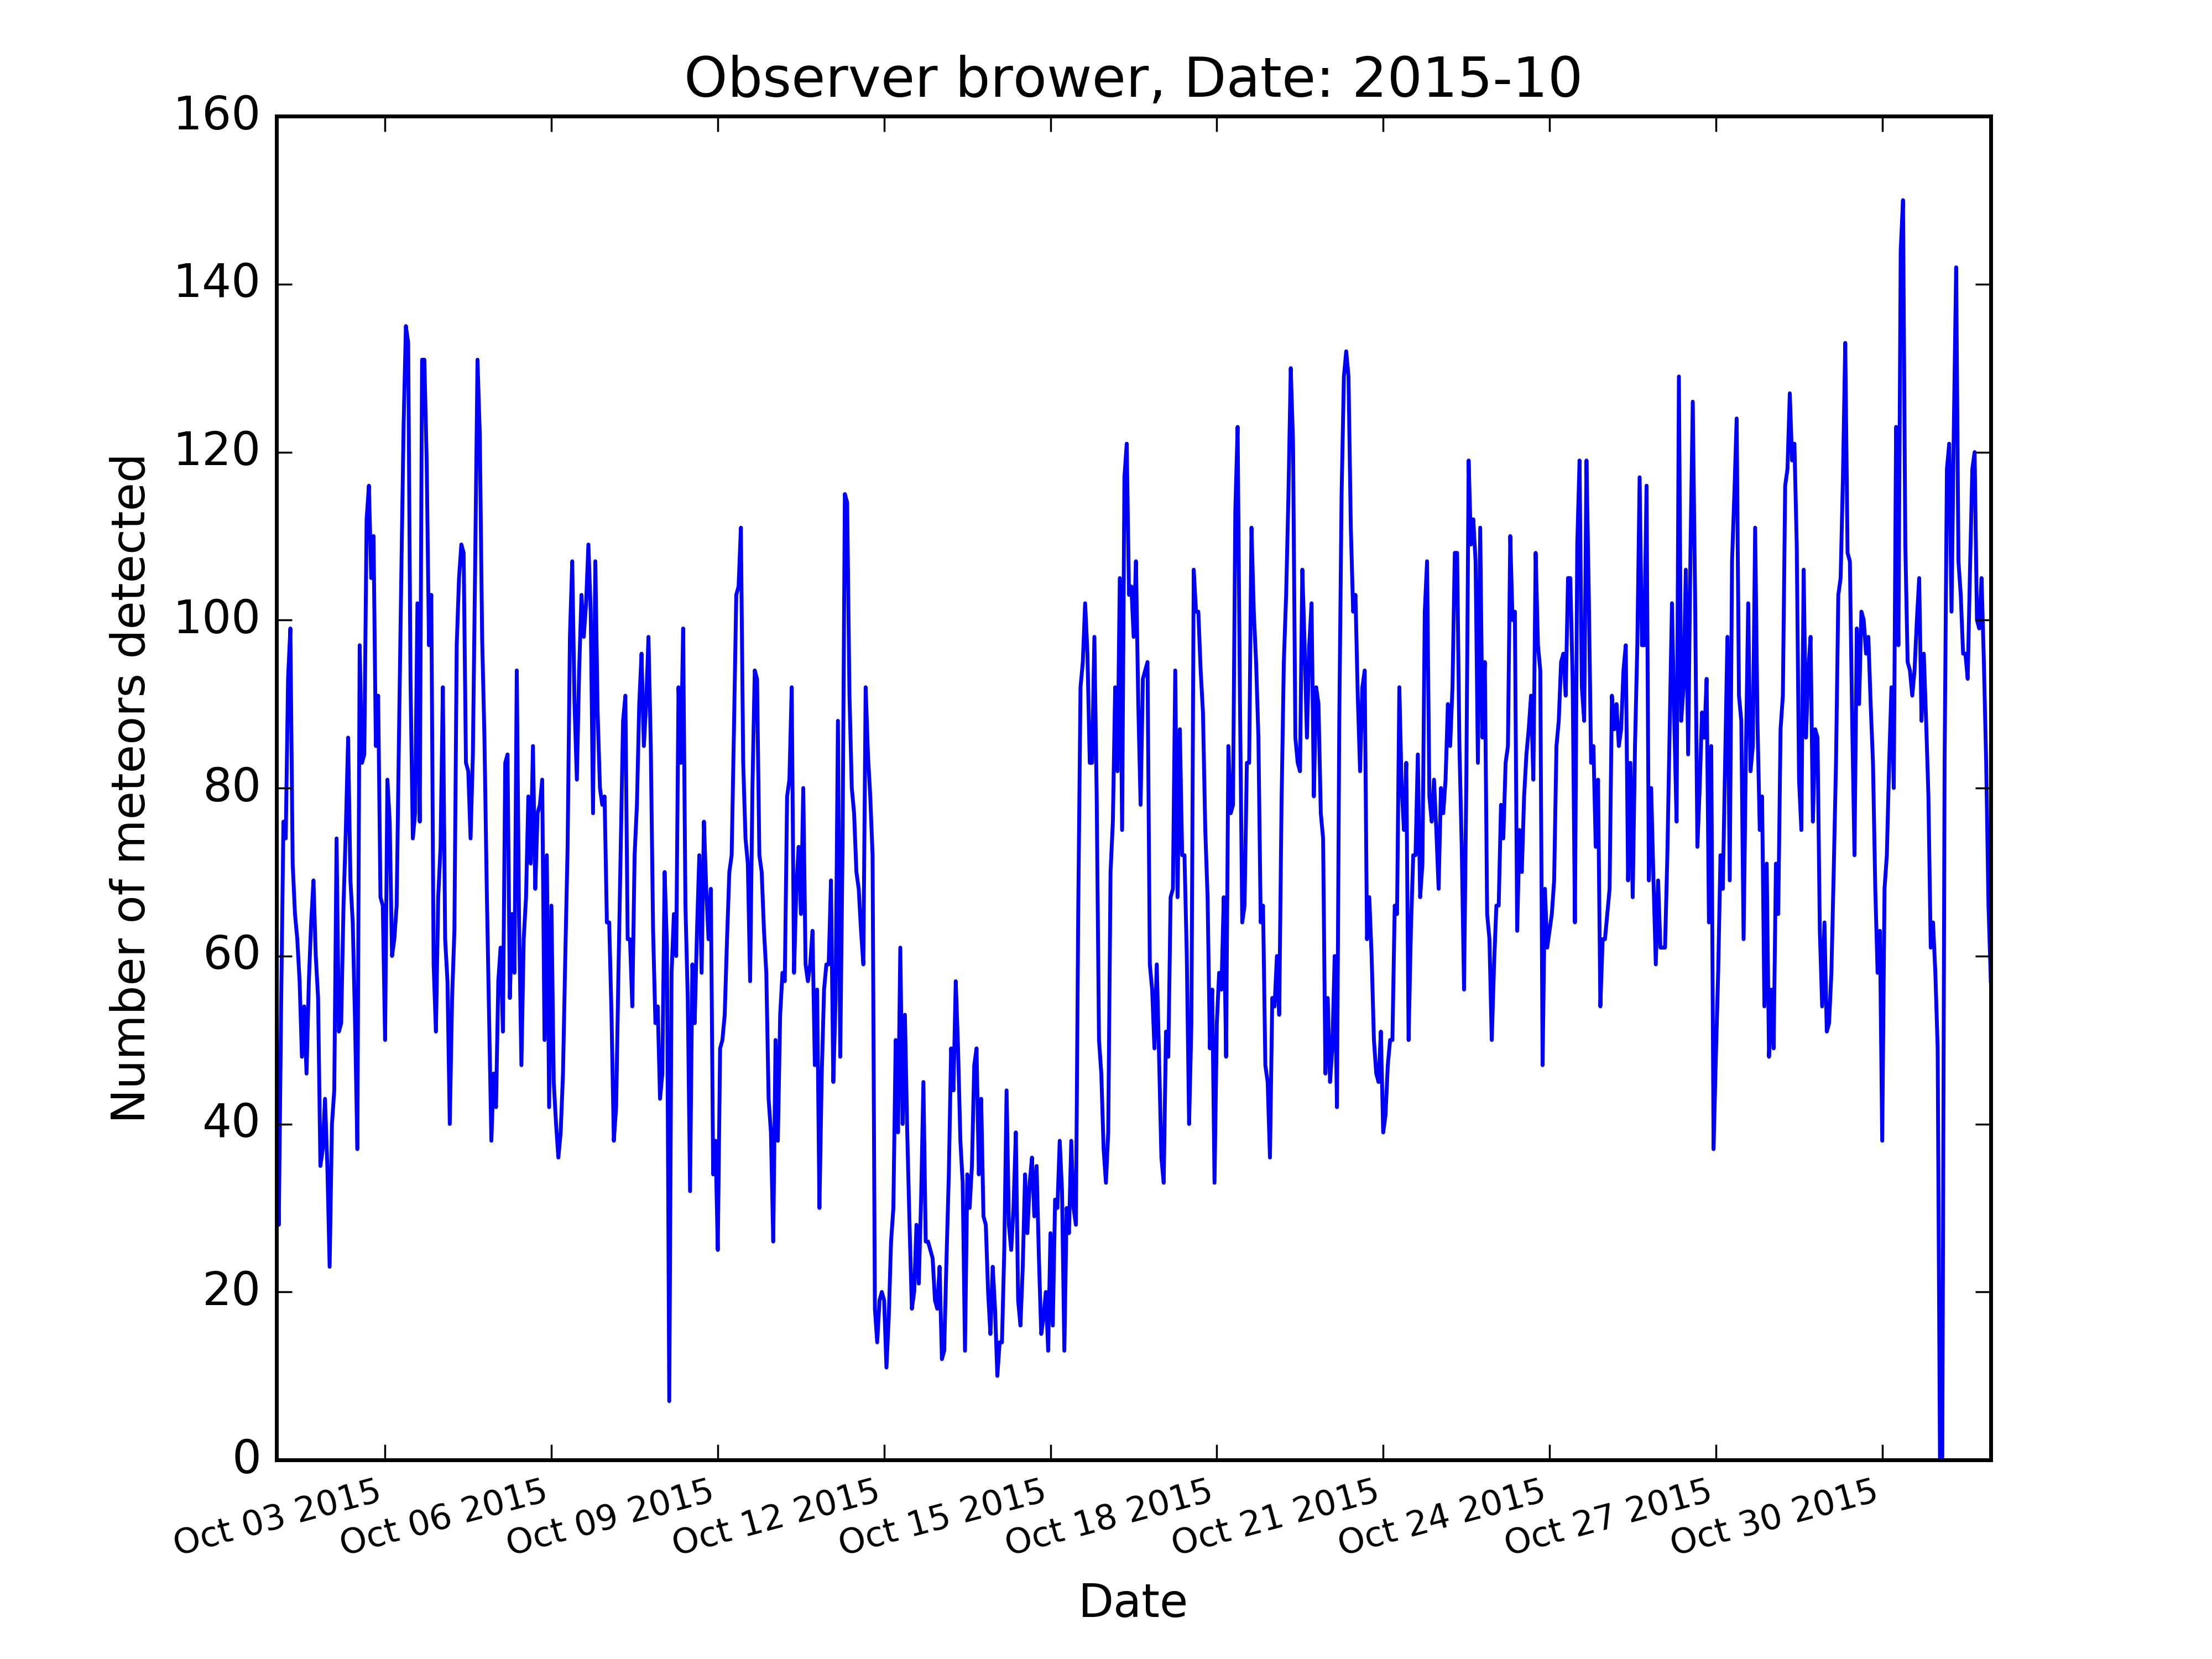 Observer brower, Date: 2015-10
160
140
120
100
80
60
40
20
0
Number of meteors detected
Oct 03 2015
Oct 06 2015
Oct 09 2015
Oct 12 2015
Oct 15 2015
Oct 18 2015
Oct 21 2015
Oct 24 2015
Oct 27 2015
Oct 30 2015
Date